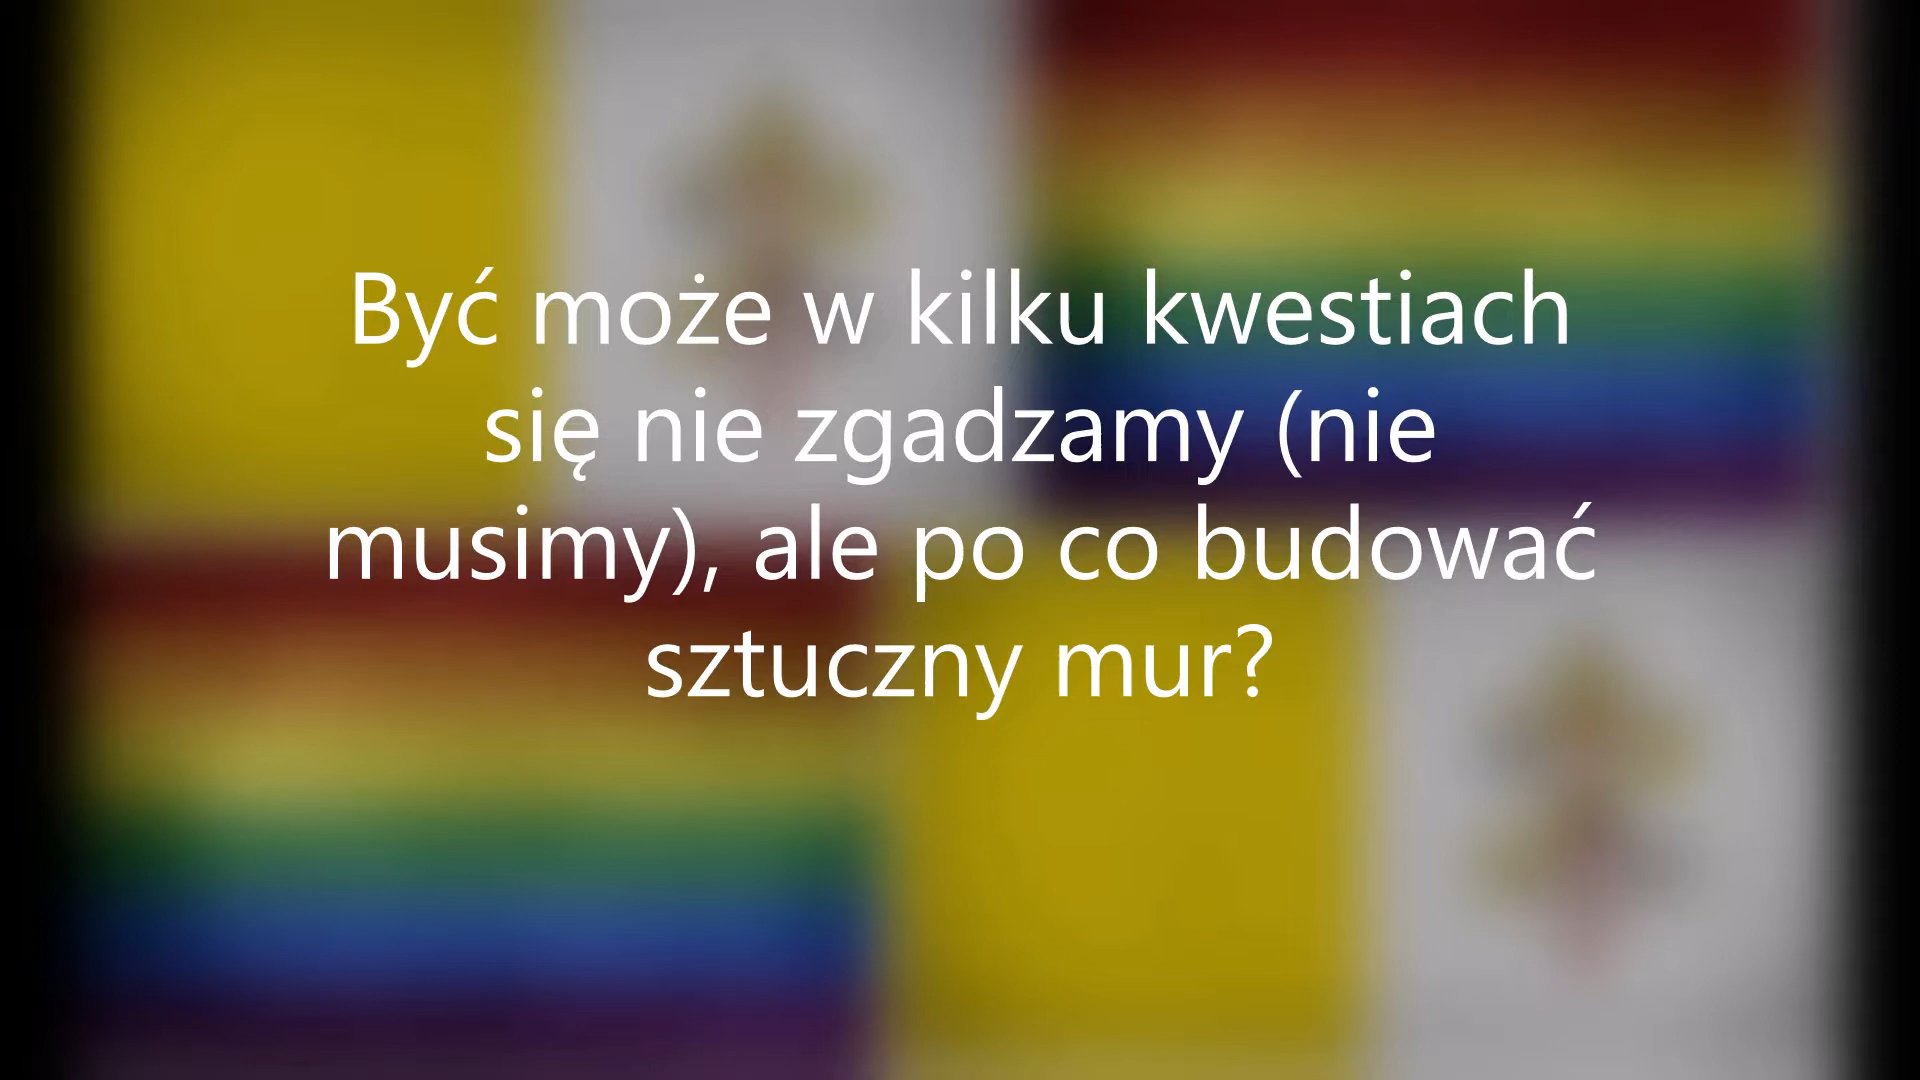 Być może w kilku kwestiach
się nie zgadzamy (nie
musimy), ale po co budować
sztuczny mur?